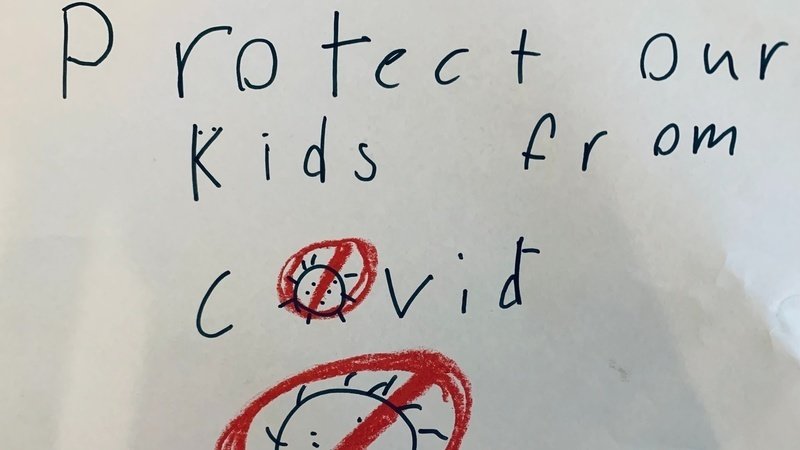 Protect our
Kids from
covid